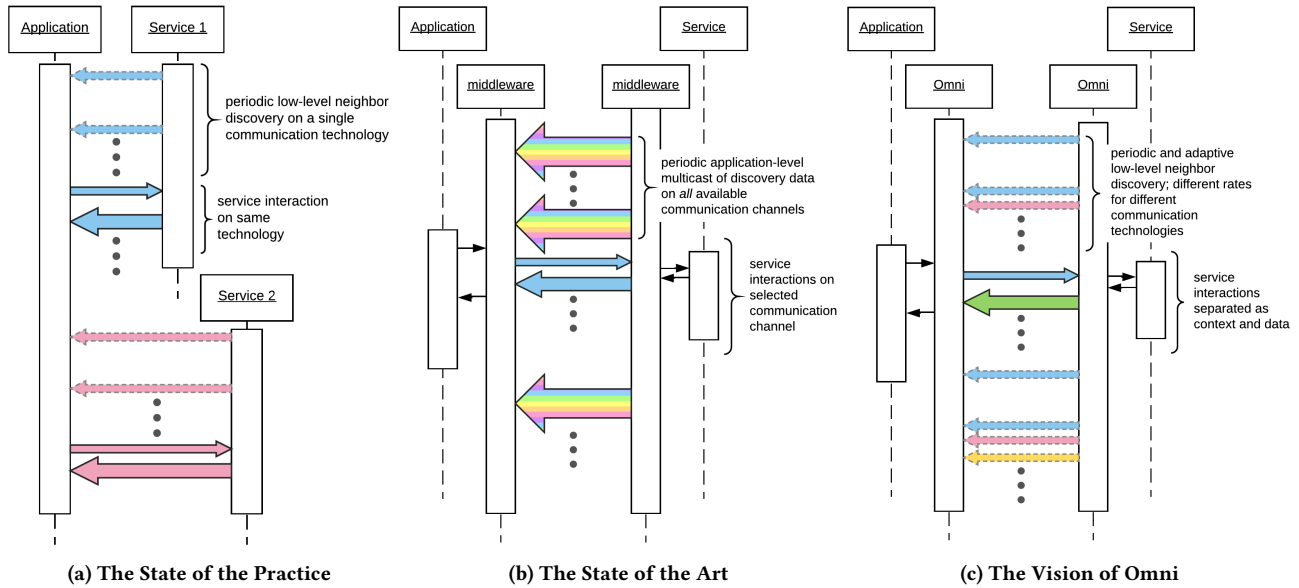 Application
Service 1
periodic low-level neighbor
discovery on a single
communication technology
service interaction
on same
technology
Service 2
(a) The State of the Practice
Application
Service
middleware
middleware
periodic application-level
multicast of discovery data
on all available
communication channels
service
interactions on
selected
communication
channel
(b) The State of the Art
Application
Service
Omni
Omni
periodic and adaptive
low-level neighbor
discovery; different rates
for different
communication
technologies
service
interactions
separated as
context and data
(c) The Vision of Omni